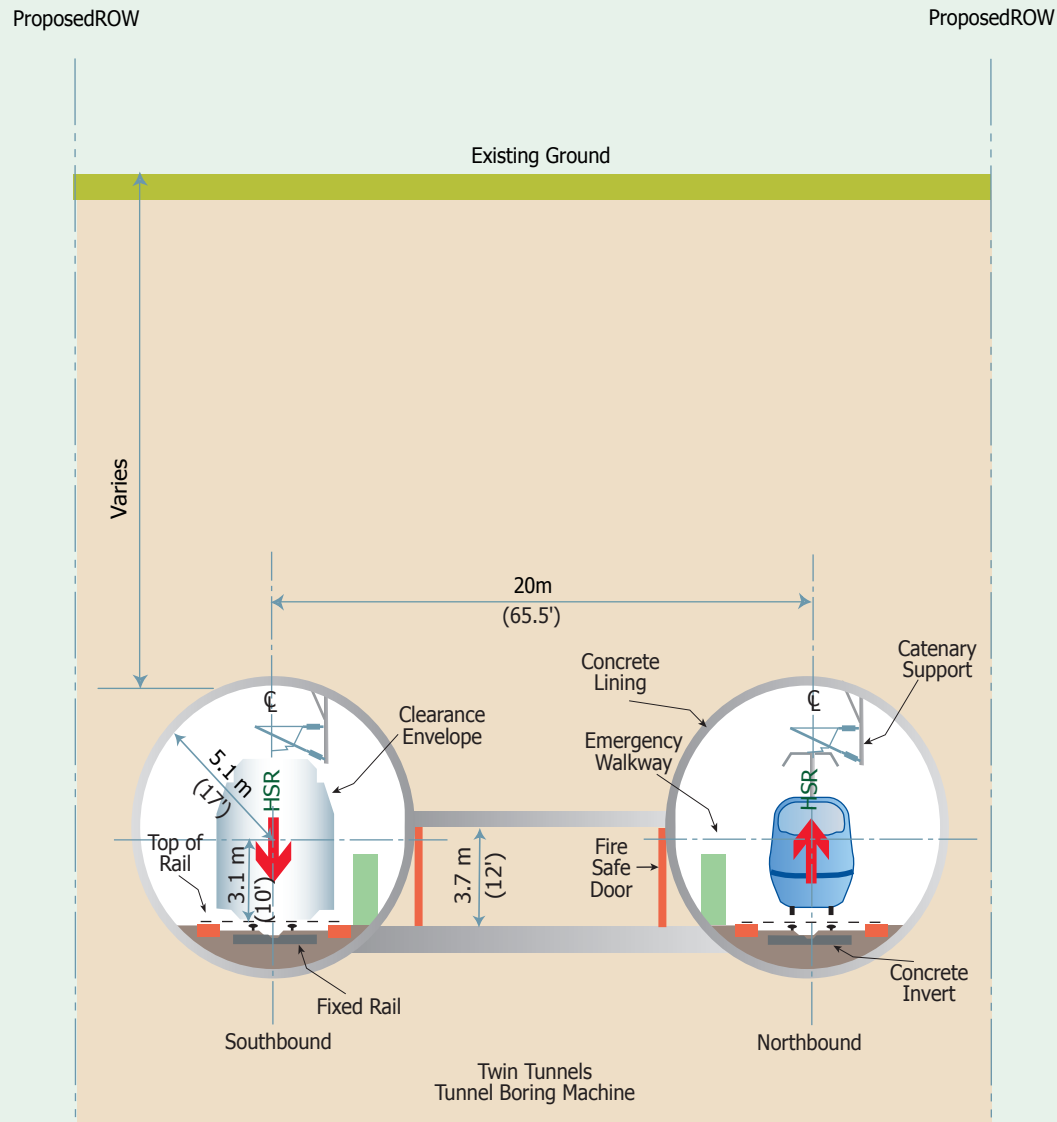 ProposedROW
ProposedROW
Existing Ground
Varies
20m
(65.5')
Concrete
Lining
Catenary
Support
℄
℄
Clearance
Envelope
Emergency
Walkway
5.1 m
(17')
HSR
HSR
Top of
Rail
3.1 m
(10')
3.7 m
(12')
Fire
Safe
Door
Fixed Rail
Concrete
Invert
Southbound
Northbound
Twin Tunnels
Tunnel Boring Machine